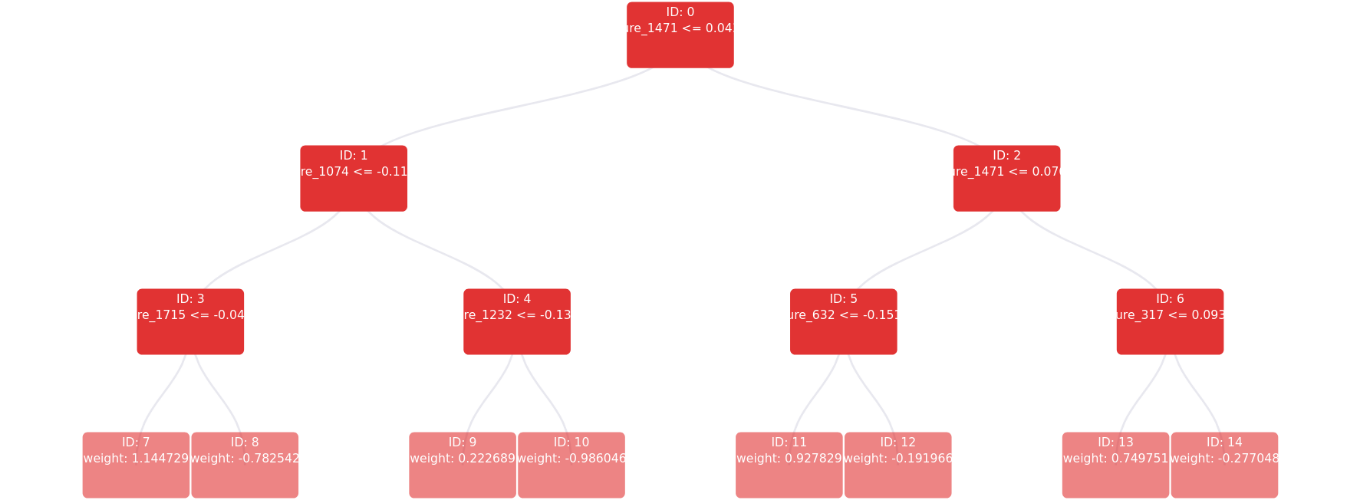 ID: 0
ure_1471 <= 0.04
ID: 1
re_1074 <= -0.11
ID: 2
ure_1471 <= 0.07
ID: 3
re_1715 <= -0.04
ID: 4
re_1232 <= -0.13
ID: 5
ure_632 <= -0.151
ID: 6
ure_317 <= 0.093
ID: 7
weight: 1.144729
ID: 8
weight: -0.782542
ID: 9
weight: 0.222689
ID: 10
weight: -0.986046
ID: 11
weight: 0.927829
ID: 12
weight: -0.191966
ID: 13
weight: 0.749751
ID: 14
weight: -0.277048